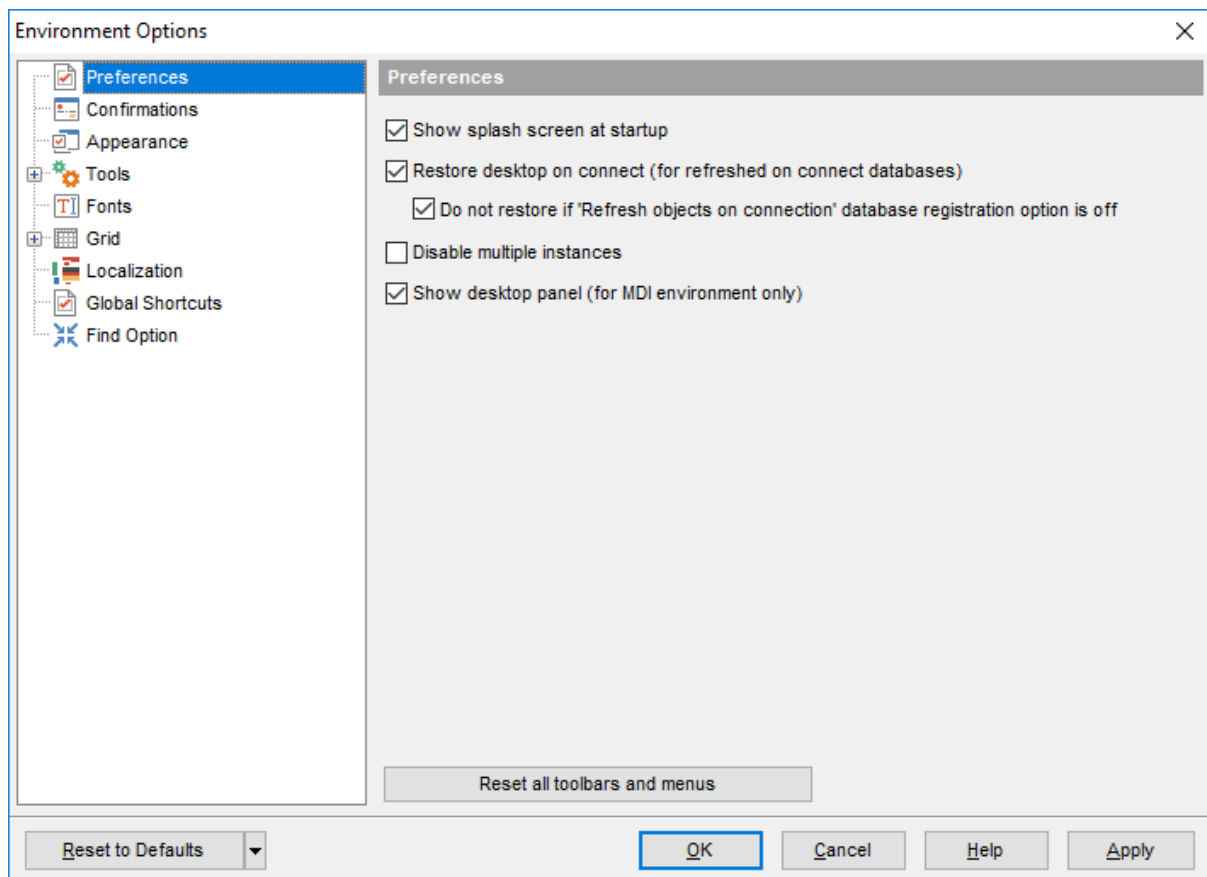 Environment Options
Preferences
Confirmations
Appearance
Tools
Fonts
Grid
Localization
Global Shortcuts
Find Option
Preferences
Show splash screen at startup
Restore desktop on connect (for refreshed on connect databases)
Do not restore if 'Refresh objects on connection' database registration option is off
Disable multiple instances
Show desktop panel (for MDI environment only)
Reset all toolbars and menus
Reset to Defaults
OK
Cancel
Help
Apply